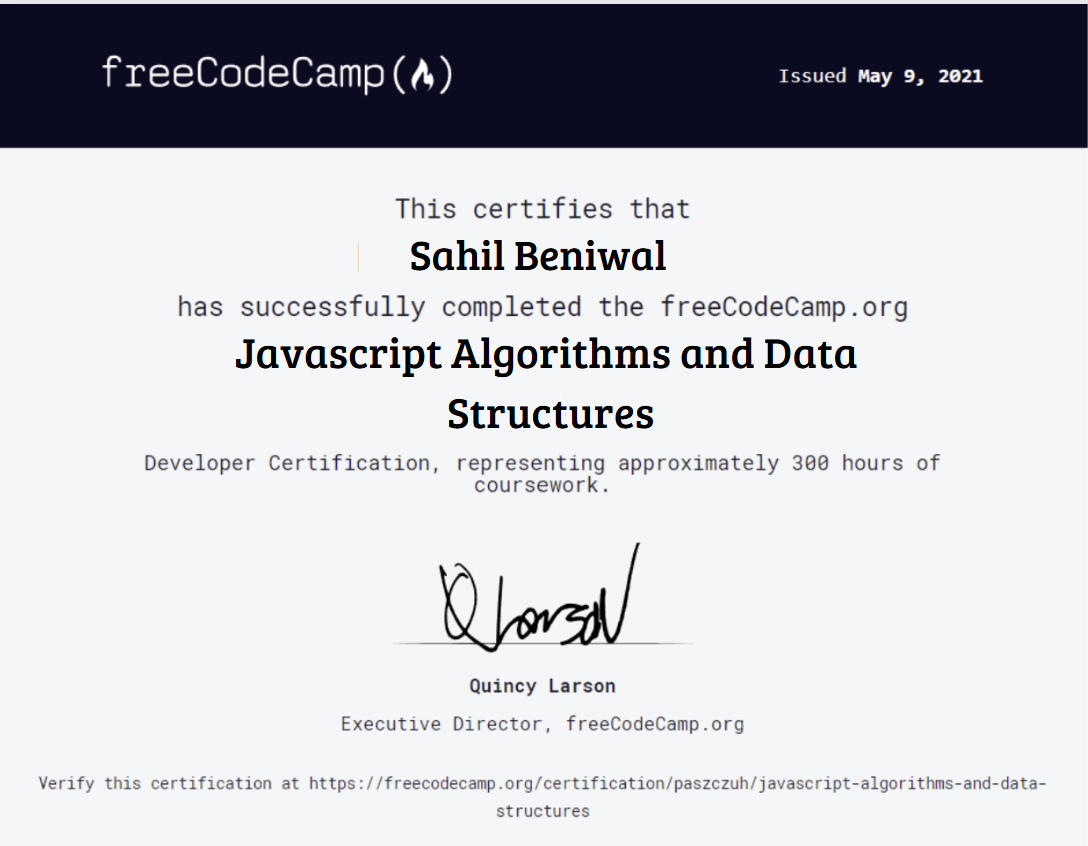 freeCodeCamp(🔥)
Issued May 9, 2021
This certifies that
Sahil Beniwal
has successfully completed the freeCodeCamp.org
Javascript Algorithms and Data
Structures
Developer Certification, representing approximately 300 hours of
coursework.
Q Larson
Quincy Larson
Executive Director, freeCodeCamp.org
Verify this certification at https://freecodecamp.org/certification/paszczuh/javascript-algorithms-and-data-
structures